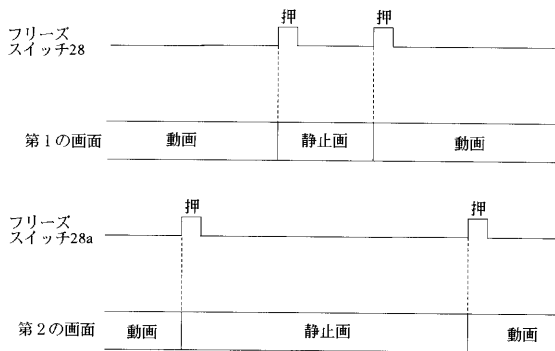 押 押
フリーズ
スイッチ28
第1の画面 動画 静止画 動画
押 押
フリーズ
スイッチ28a
第2の画面 動画 静止画 動画